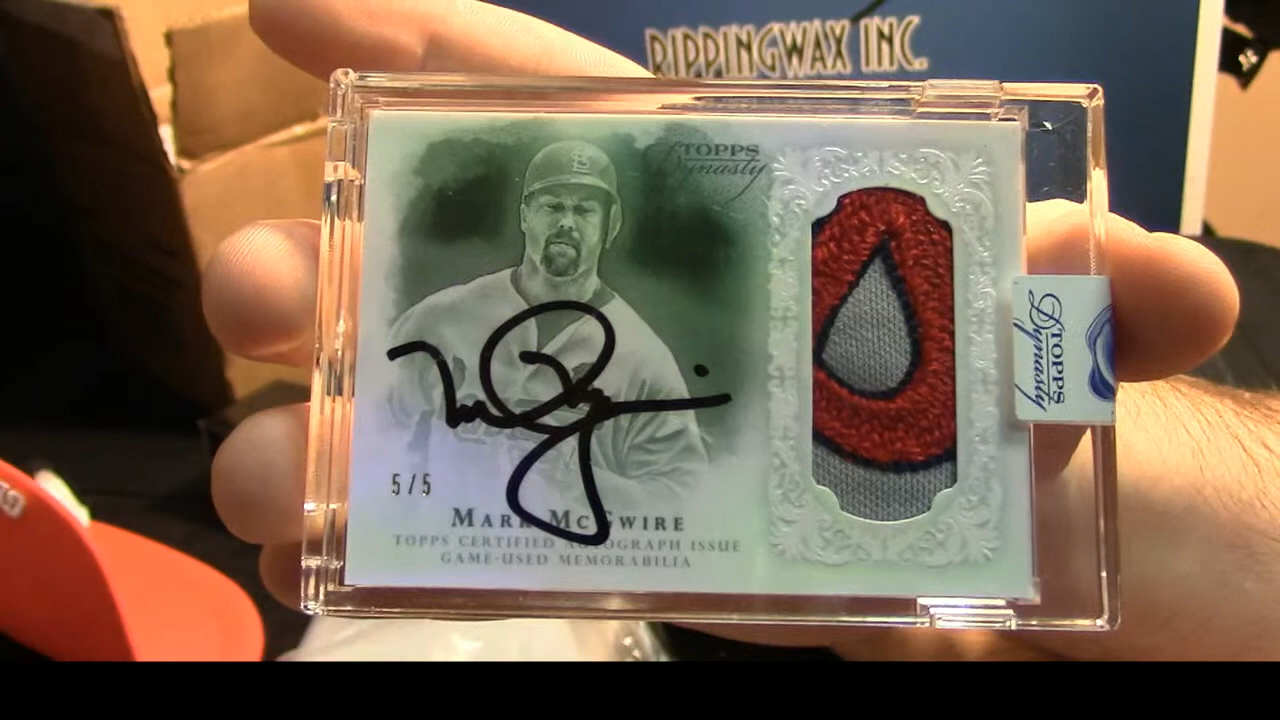 RIPPINGWAX INC.
TOPPS
Dynasty
5/5
MARK MCGWIRE
TOPPS CERTIFIED AUTOGRAPH ISSUE
GAME-USED MEMORABILIA
TOPPS
Dynasty